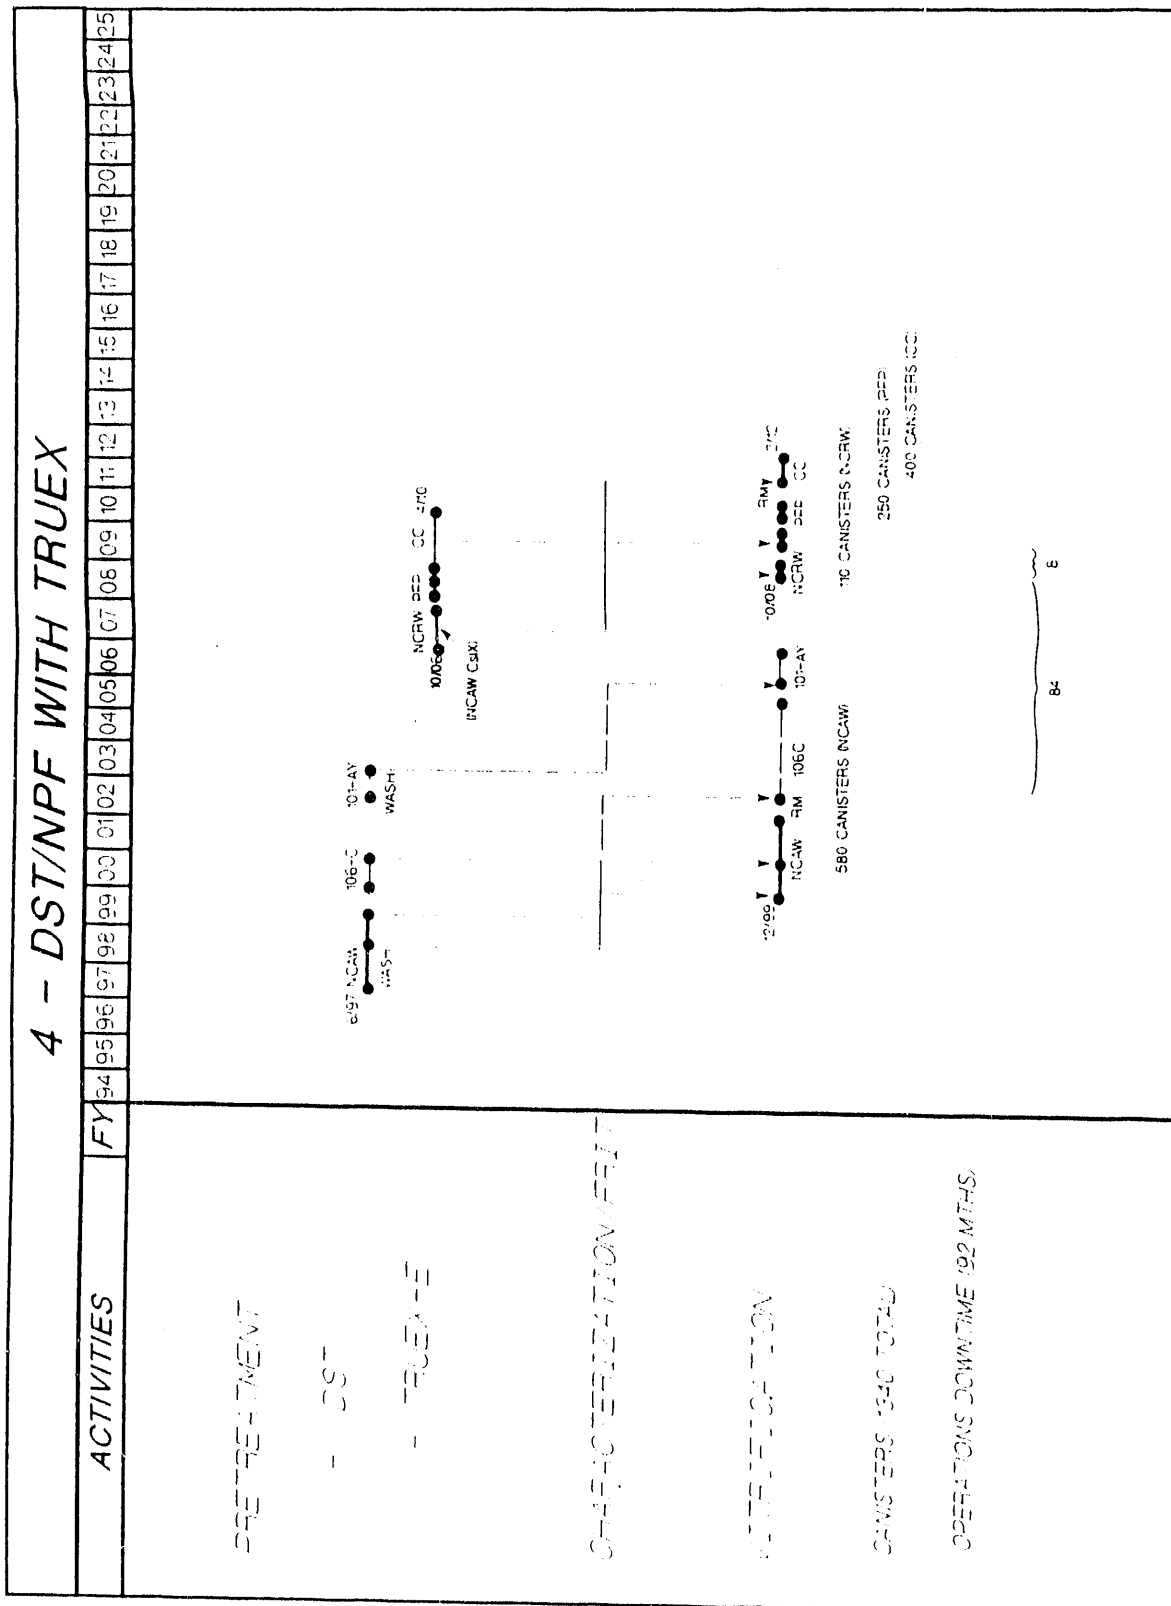 4 - DST/NPF WITH TRUEX
ACTIVITIES
FY 94 95 96 97 98 99 00 01 02 03 04 05 06 07 08 09 10 11 12 13 14 15 16 17 18 19 20 21 22 23 24 25
PRETREATMENT
- DST
6/97 NCAW
WASH
106-C
101-AY
WASH
- TRUEX
10/06
NCRW PFP CC 4/10
(NCAW CsIX)
CHARACTERIZATION/FRIT
VITRIFICATION
12/99
NCAW RM 106C 101-AY
10/08
NCRW PFP RM CC
CANISTERS (1340 TOTAL)
580 CANISTERS (NCAW)
110 CANISTERS (NCRW)
250 CANISTERS (PFP)
400 CANISTERS (CC)
OPERATIONS DOWNTIME (92 MTHS)
84 8